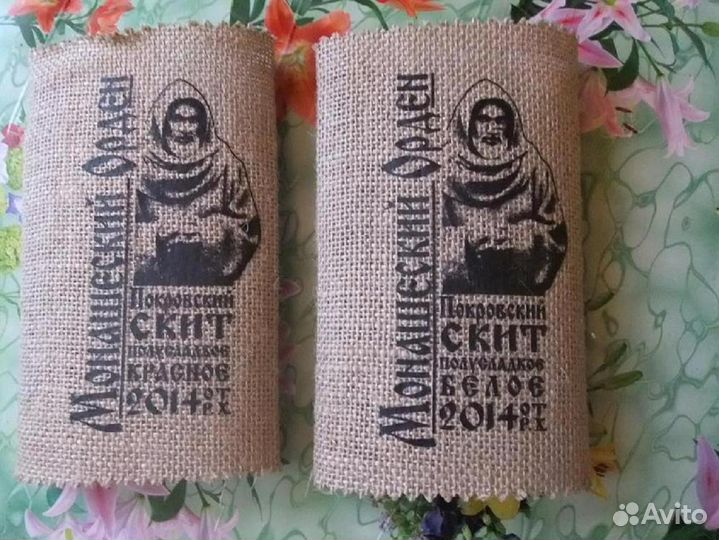 Монашеский Орден
Покровский
скит
полусладкое
красное
2014 от
р.х
Монашеский Орден
Покровский
скит
полусладкое
белое
2014 от
р.х
Avito